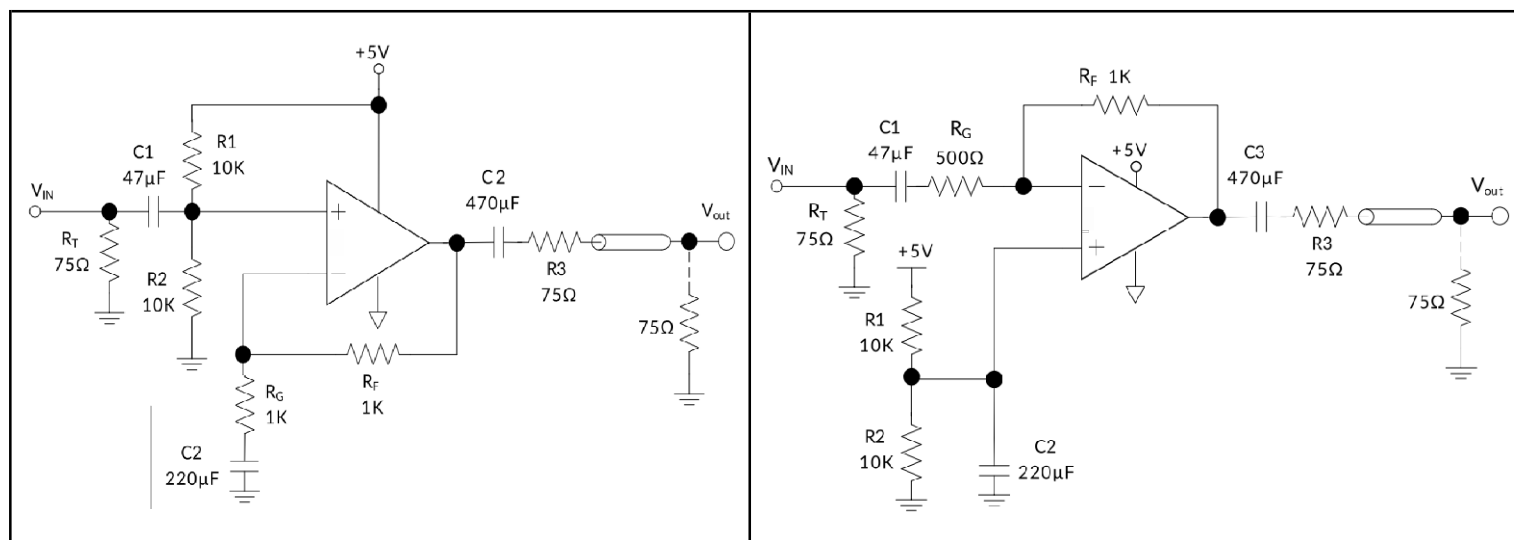 +5V
R1
10K
C1
47µF
V_IN
R_T
75Ω
R2
10K
+
−
C2
470µF
V_out
R3
75Ω
75Ω
R_F
1K
R_G
1K
C2
220µF
R_F 1K
C1
47µF
R_G
500Ω
V_IN
+5V
−
+
C3
470µF
V_out
R_T
75Ω
R3
75Ω
75Ω
+5V
R1
10K
R2
10K
C2
220µF